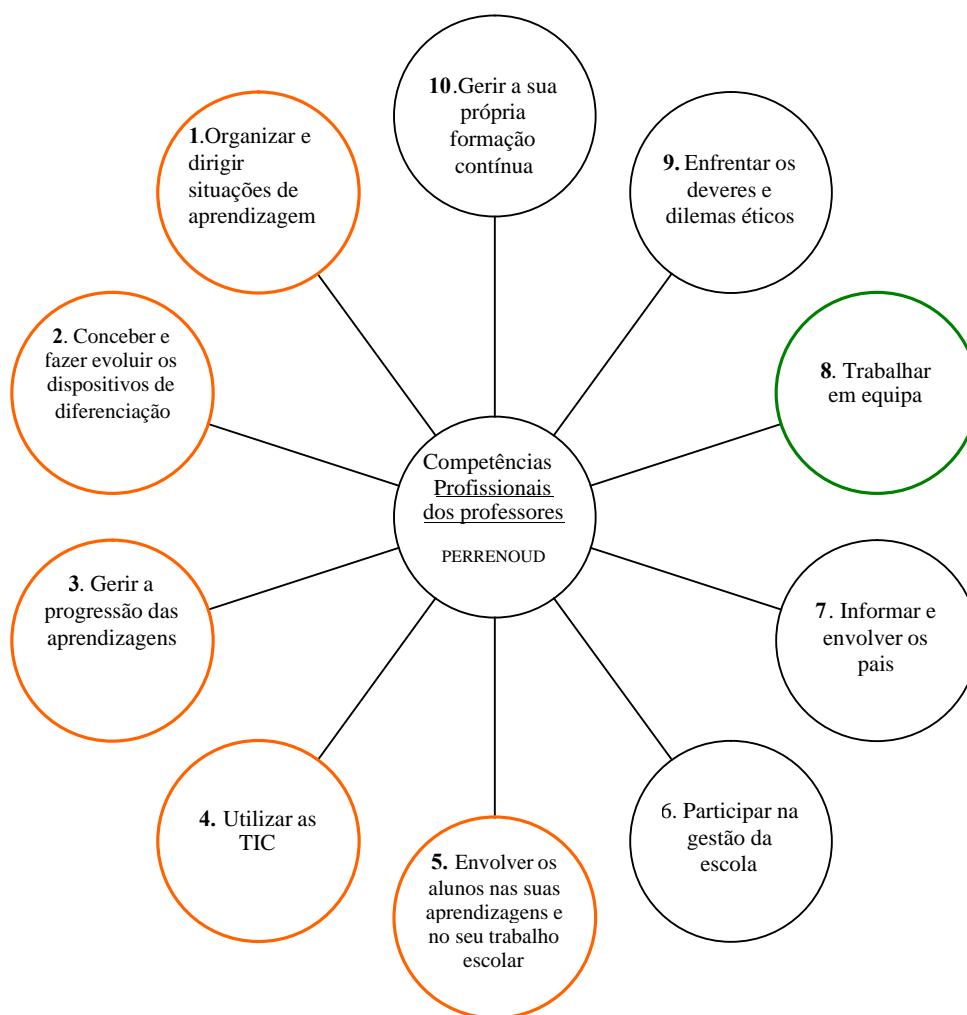 10.Gerir a sua
própria
formação
contínua
1.Organizar e
dirigir
situações de
aprendizagem
9. Enfrentar os
deveres e
dilemas éticos
2. Conceber e
fazer evoluir os
dispositivos de
diferenciação
8. Trabalhar
em equipa
Competências
Profissionais
dos professores
PERRENOUD
3. Gerir a
progressão das
aprendizagens
7. Informar e
envolver os
pais
4. Utilizar as
TIC
6. Participar na
gestão da
escola
5. Envolver os
alunos nas suas
aprendizagens e
no seu trabalho
escolar